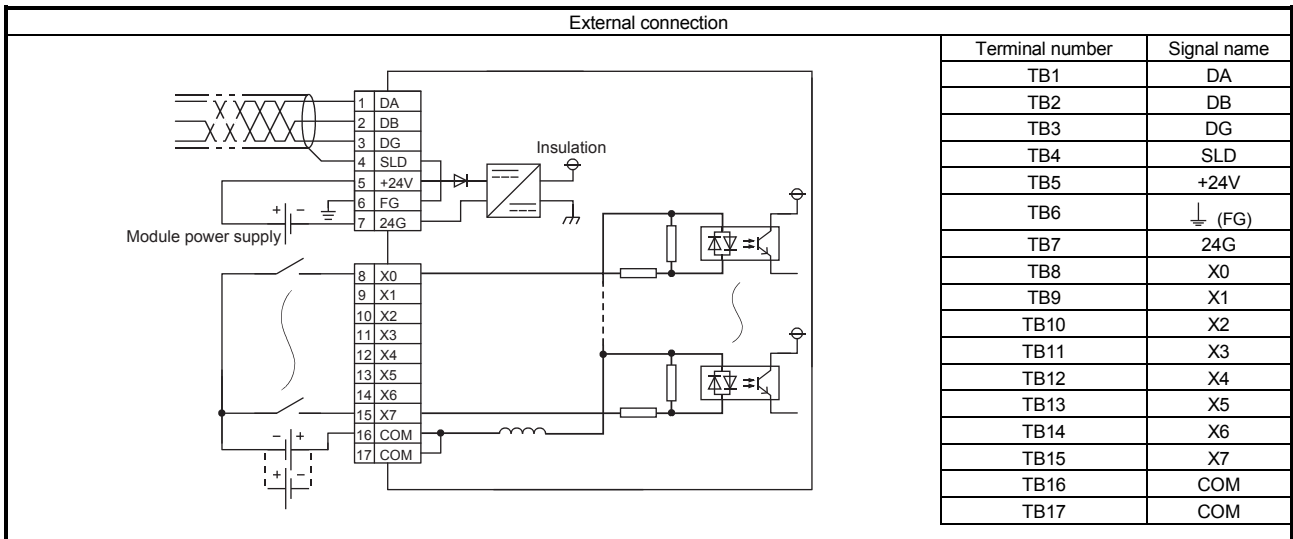 External connection
1 DA
2 DB
3 DG
4 SLD
5 +24V
6 FG
7 24G
Insulation
+ −
Module power supply
8 X0
9 X1
10 X2
11 X3
12 X4
13 X5
14 X6
15 X7
16 COM
17 COM
− +
+ −
Terminal number Signal name
TB1 DA
TB2 DB
TB3 DG
TB4 SLD
TB5 +24V
TB6 (FG)
TB7 24G
TB8 X0
TB9 X1
TB10 X2
TB11 X3
TB12 X4
TB13 X5
TB14 X6
TB15 X7
TB16 COM
TB17 COM